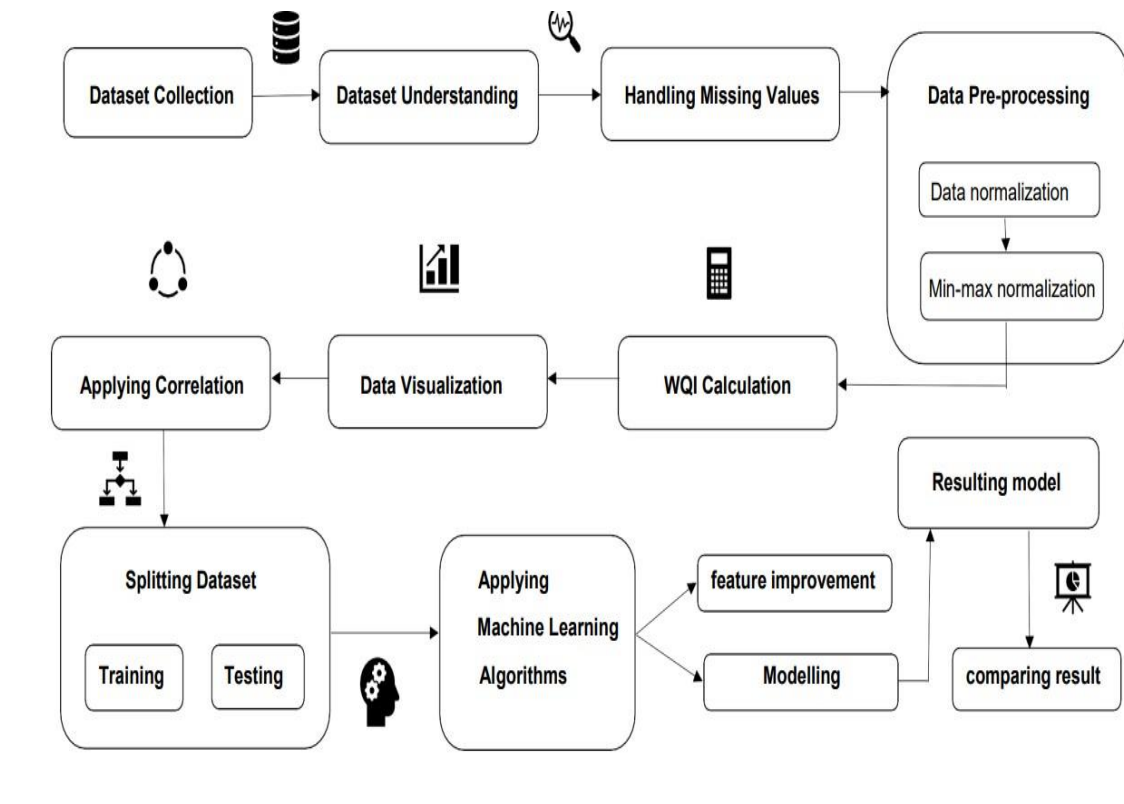 Dataset Collection
Dataset Understanding
Handling Missing Values
Data Pre-processing
Data normalization
Min-max normalization
WQI Calculation
Data Visualization
Applying Correlation
Splitting Dataset
Training
Testing
Applying
Machine Learning
Algorithms
feature improvement
Modelling
Resulting model
comparing result